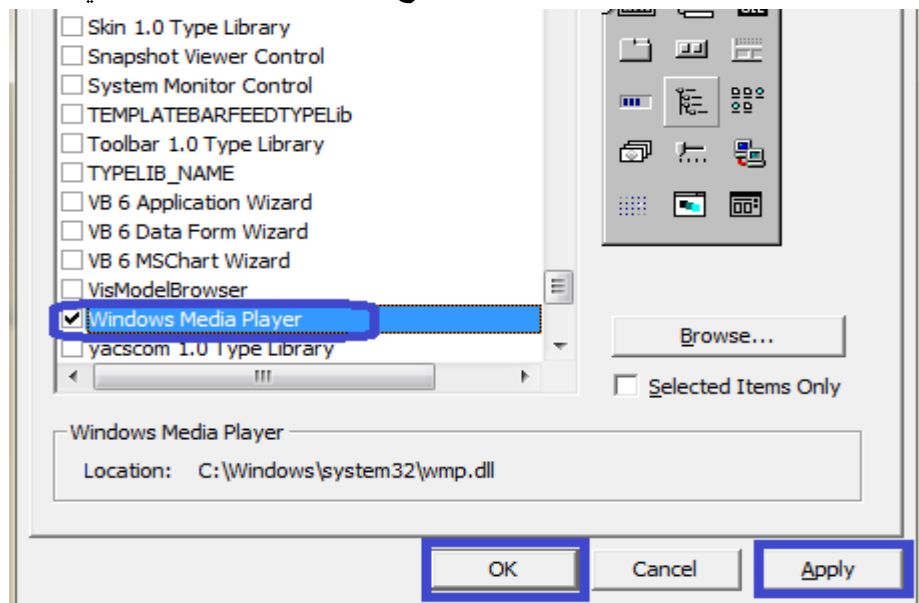 Skin 1.0 Type Library
Snapshot Viewer Control
System Monitor Control
TEMPLATEBARFEEDTYPELib
Toolbar 1.0 Type Library
TYPELIB_NAME
VB 6 Application Wizard
VB 6 Data Form Wizard
VB 6 MSChart Wizard
VisModelBrowser
Windows Media Player
yacscom 1.0 Type Library
Browse...
Selected Items Only
Windows Media Player
Location: C:\Windows\system32\wmp.dll
OK Cancel Apply